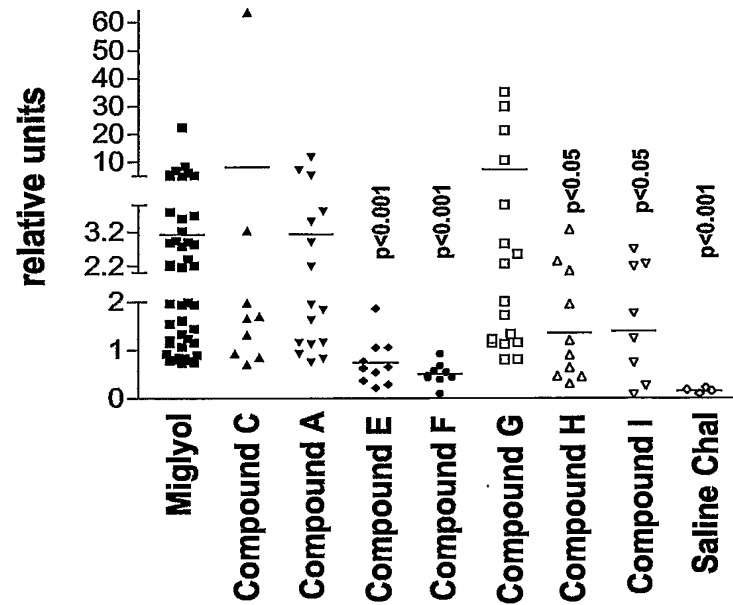 relative units
60
50
40
30
20
10
3.2
2.2
2
1
0
p<0.001
p<0.001
p<0.05
p<0.05
p<0.001
Miglyol
Compound C
Compound A
Compound E
Compound F
Compound G
Compound H
Compound I
Saline Chal